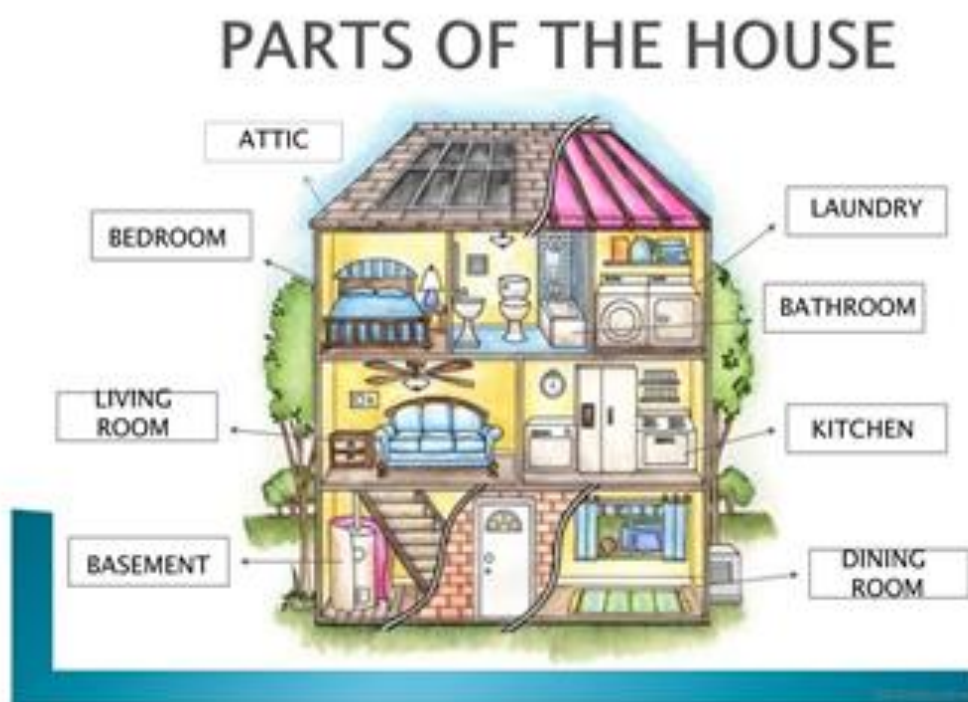 PARTS OF THE HOUSE
ATTIC
LAUNDRY
BEDROOM
BATHROOM
LIVING
ROOM
KITCHEN
BASEMENT
DINING
ROOM